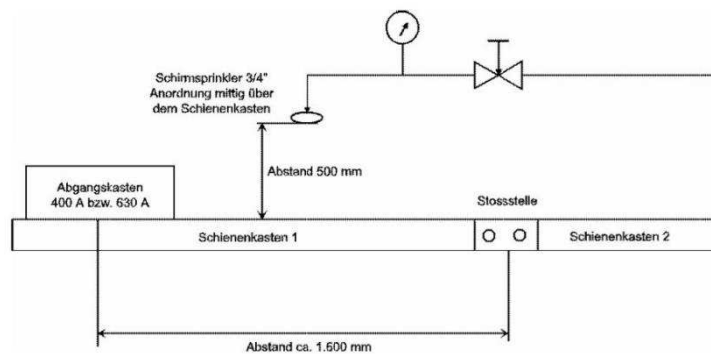 Schirmsprinkler 3/4"
Anordnung mittig über
dem Schienenkasten
Abstand 500 mm
Abgangskasten
400 A bzw. 630 A
Stossstelle
Schienenkasten 1
Schienenkasten 2
Abstand ca. 1.600 mm